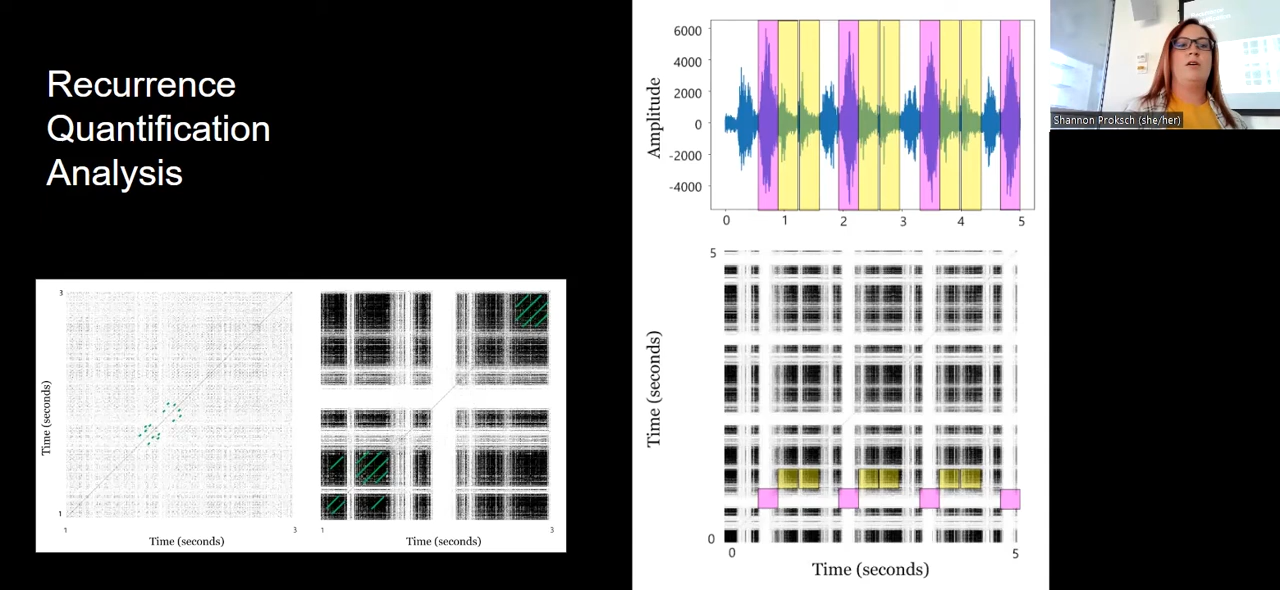 Recurrence
Quantification
Analysis
3
Time (seconds)
1
1
3
Time (seconds)
1
3
Time (seconds)
6000
4000
2000
0
-2000
-4000
Amplitude
0
1
2
3
4
5
5
Time (seconds)
0
0
5
Time (seconds)
Shannon Proksch (she/her)